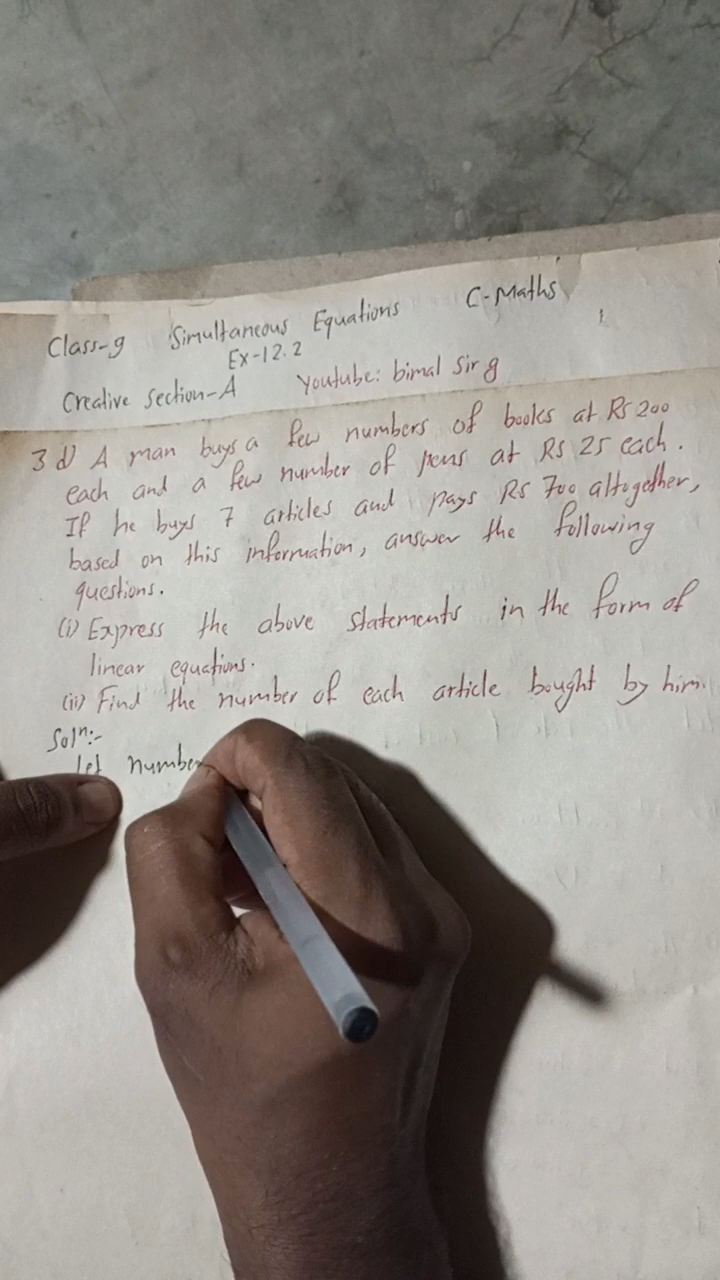 Class-9 Simultaneous Equations C-Maths
Ex-12.2
Creative Section-A Youtube: bimal Sir g
3 d) A man buys a few numbers of books at RS 200
each and a few number of pens at RS 25 each.
If he buys 7 articles and pays RS 700 altogether,
based on this information, answer the following
questions.
(i) Express the above statements in the form of
linear equations.
(ii) Find the number of each article bought by him.
Solⁿ:-
let number